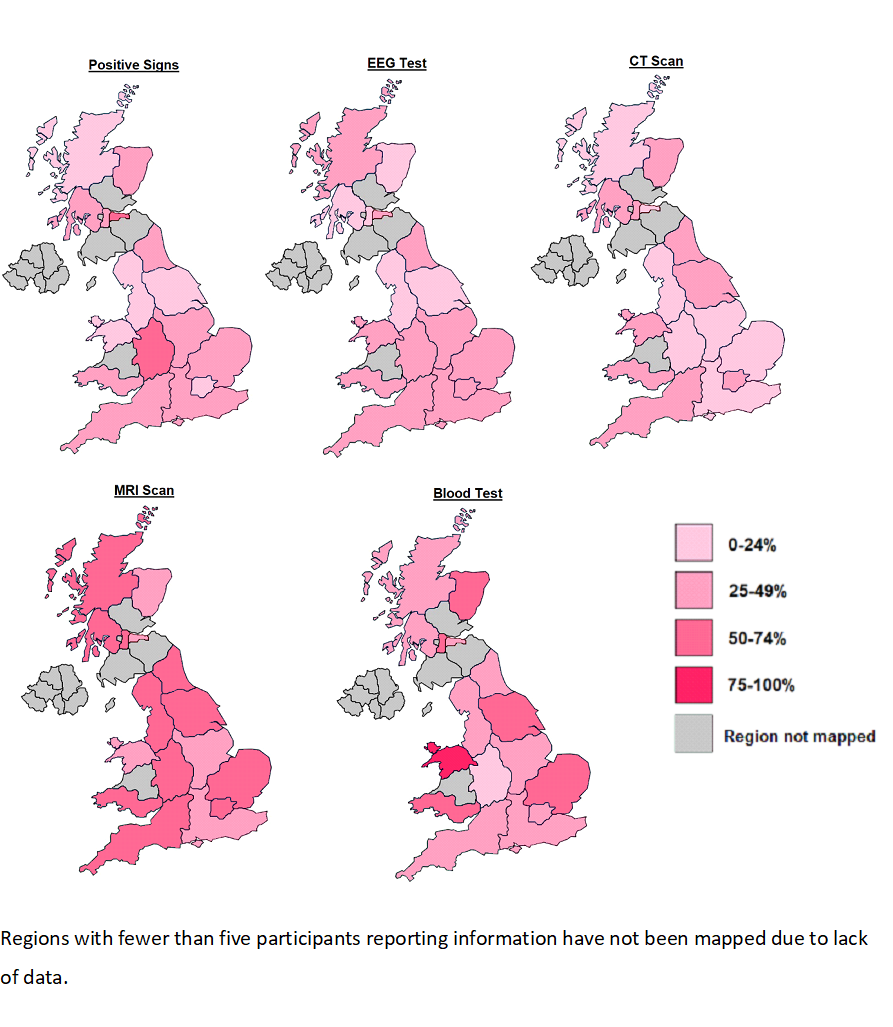 Positive Signs
EEG Test
CT Scan
MRI Scan
Blood Test
0-24%
25-49%
50-74%
75-100%
Region not mapped
Regions with fewer than five participants reporting information have not been mapped due to lack
of data.